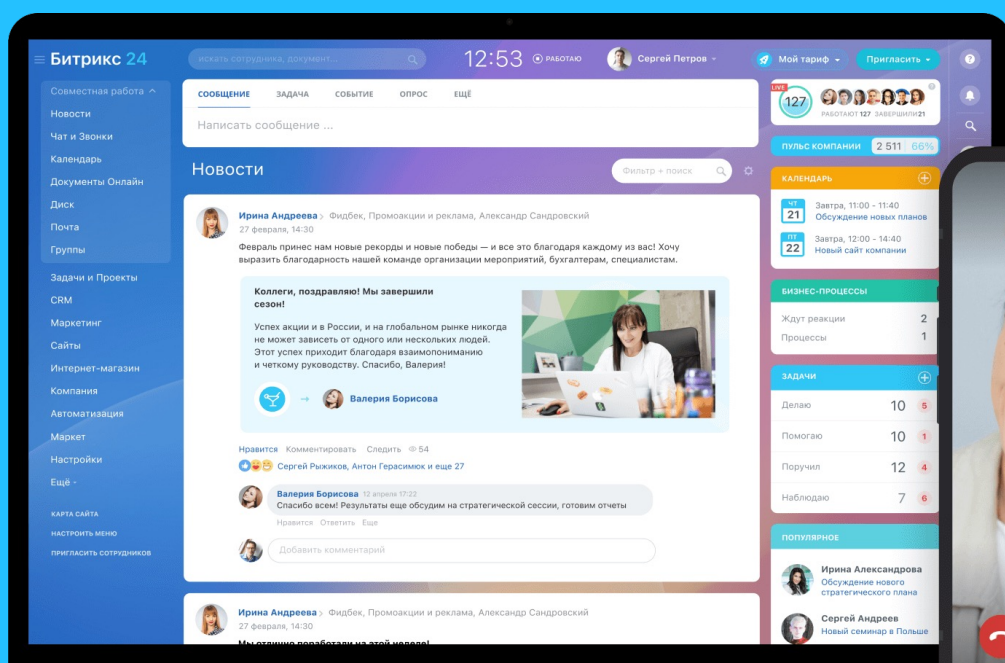 Битрикс 24
искать сотрудника, документ...
12:53
РАБОТАЮ
Сергей Петров
Мой тариф
Пригласить
?
Совместная работа
Новости
Чат и Звонки
Календарь
Документы Онлайн
Диск
Почта
Группы
Задачи и Проекты
CRM
Маркетинг
Сайты
Интернет-магазин
Компания
Автоматизация
Маркет
Настройки
Ещё -
КАРТА САЙТА
НАСТРОИТЬ МЕНЮ
ПРИГЛАСИТЬ СОТРУДНИКОВ
СООБЩЕНИЕ ЗАДАЧА СОБЫТИЕ ОПРОС ЕЩЁ
Написать сообщение ...
Новости
Фильтр + поиск
Ирина Андреева > Фидбек, Промоакции и реклама, Александр Сандровский
27 февраля, 14:30
Февраль принес нам новые рекорды и новые победы — и все это благодаря каждому из вас! Хочу
выразить благодарность нашей команде организации мероприятий, бухгалтерам, специалистам.
Коллеги, поздравляю! Мы завершили
сезон!
Успех акции и в России, и на глобальном рынке никогда
не может зависеть от одного или нескольких людей.
Этот успех приходит благодаря взаимопониманию
и четкому руководству. Спасибо, Валерия!
Валерия Борисова
Нравится Комментировать Следить 54
Сергей Рыжиков, Антон Герасимюк и еще 27
Валерия Борисова 12 апреля 17:22
Спасибо всем! Результаты еще обсудим на стратегической сессии, готовим отчеты
Нравится Ответить Еще
Добавить комментарий
Ирина Андреева > Фидбек, Промоакции и реклама, Александр Сандровский
27 февраля, 14:30
Мы отлично поработали на этой неделе!
LIVE
127
РАБОТАЮТ 127 ЗАВЕРШИЛИ 21
ПУЛЬС КОМПАНИИ 2 511 66%
КАЛЕНДАРЬ
ЧТ
21
Завтра, 11:00 - 11:40
Обсуждение новых планов
ПТ
22
Завтра, 12:00 - 14:40
Новый сайт компании
БИЗНЕС-ПРОЦЕССЫ
Ждут реакции 2
Процессы 1
ЗАДАЧИ
Делаю 10 5
Помогаю 10 1
Поручил 12 4
Наблюдаю 7 6
ПОПУЛЯРНОЕ
Ирина Александрова
Обсуждение нового
стратегического плана
Сергей Андреев
Новый семинар в Польше